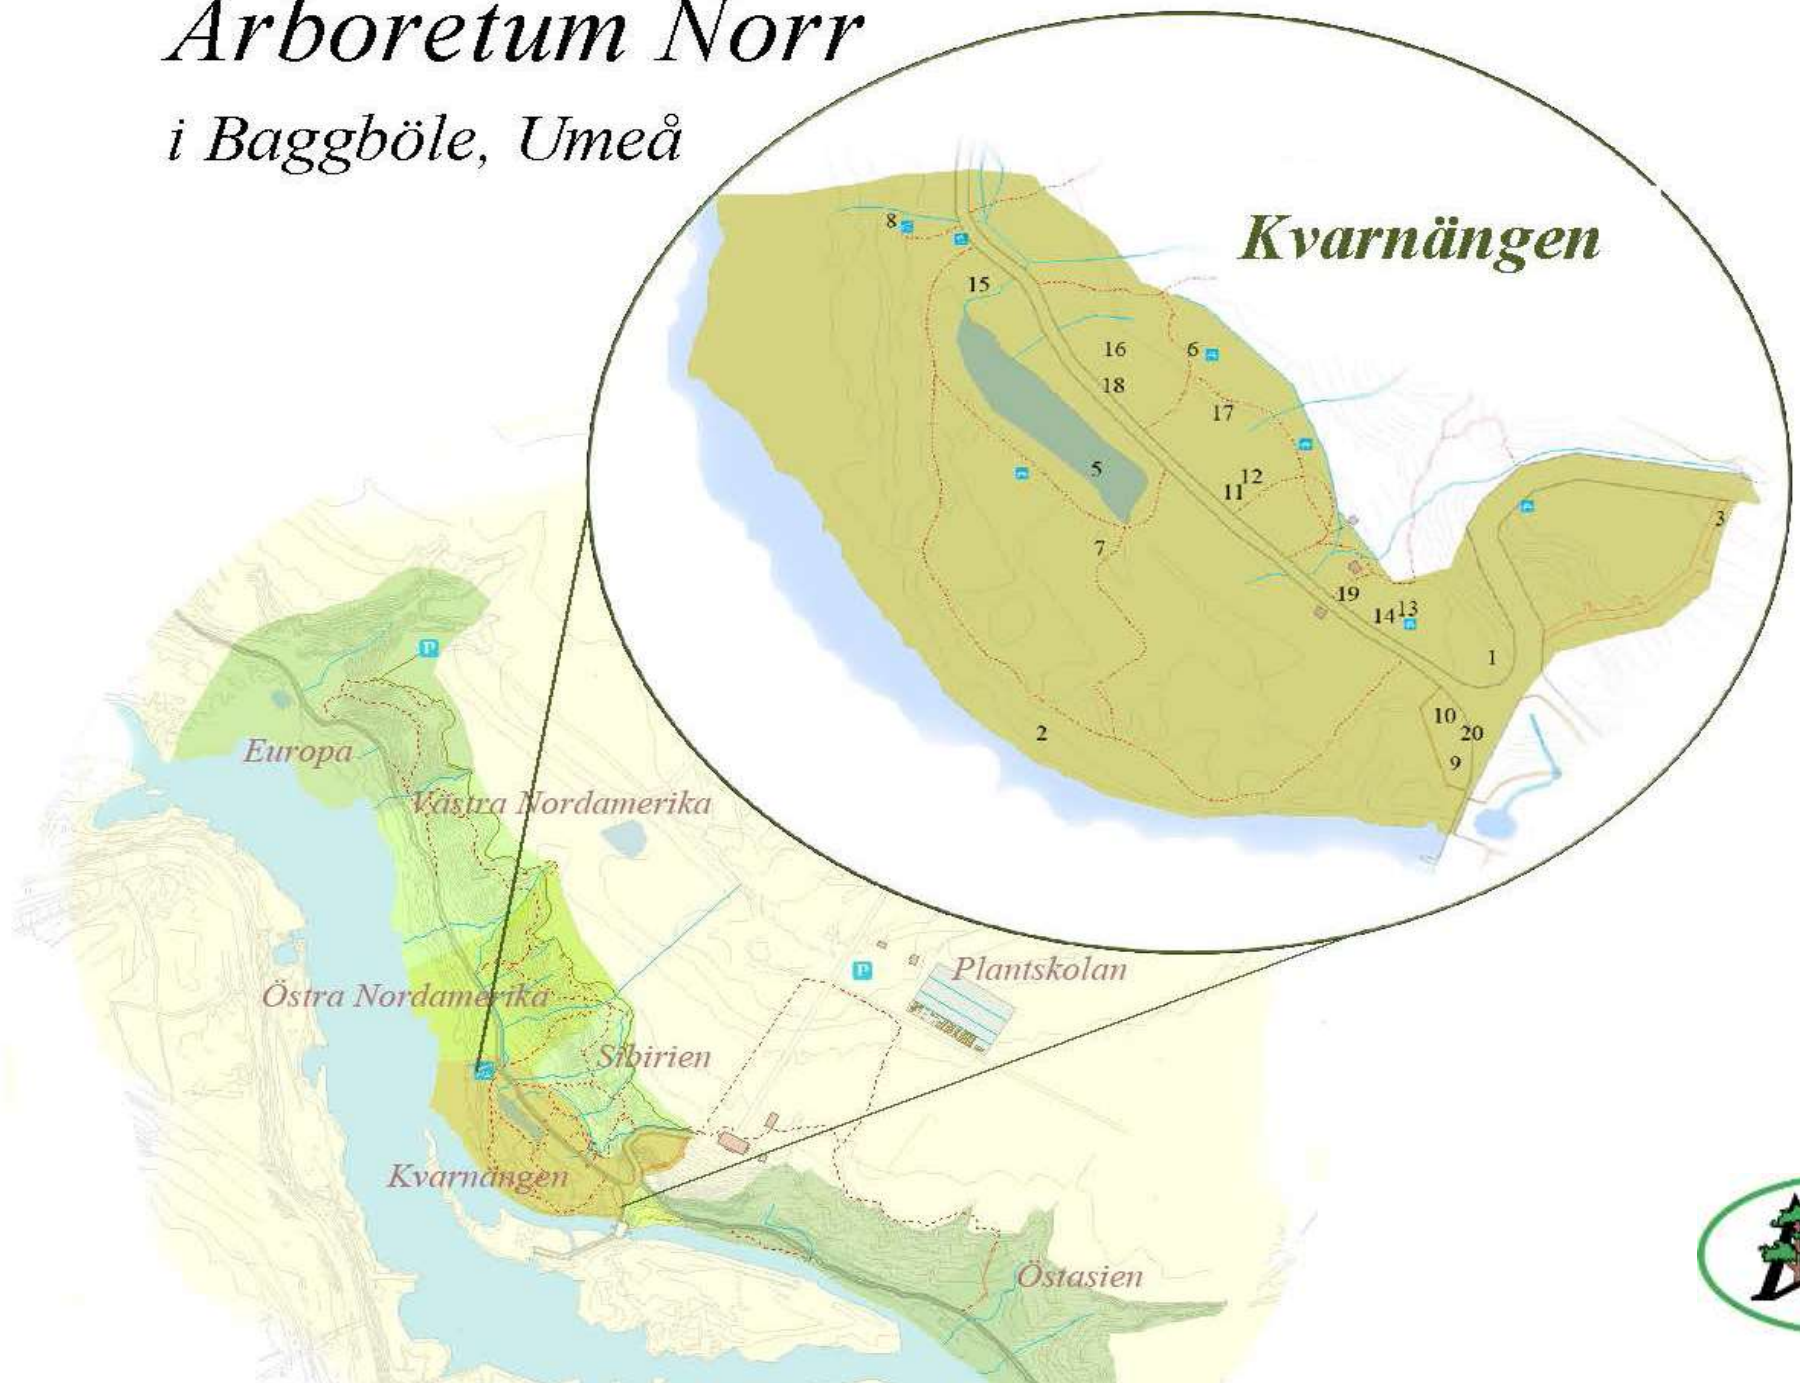 Arboretum Norr
i Baggböle, Umeå
Kvarnängen
8
15
16
6
18
17
5
12
11
3
7
19
14
13
1
2
10
20
9
P
Europa
Västra Nordamerika
P
Plantskolan
Östra Nordamerika
Sibirien
Kvarnängen
Östasien